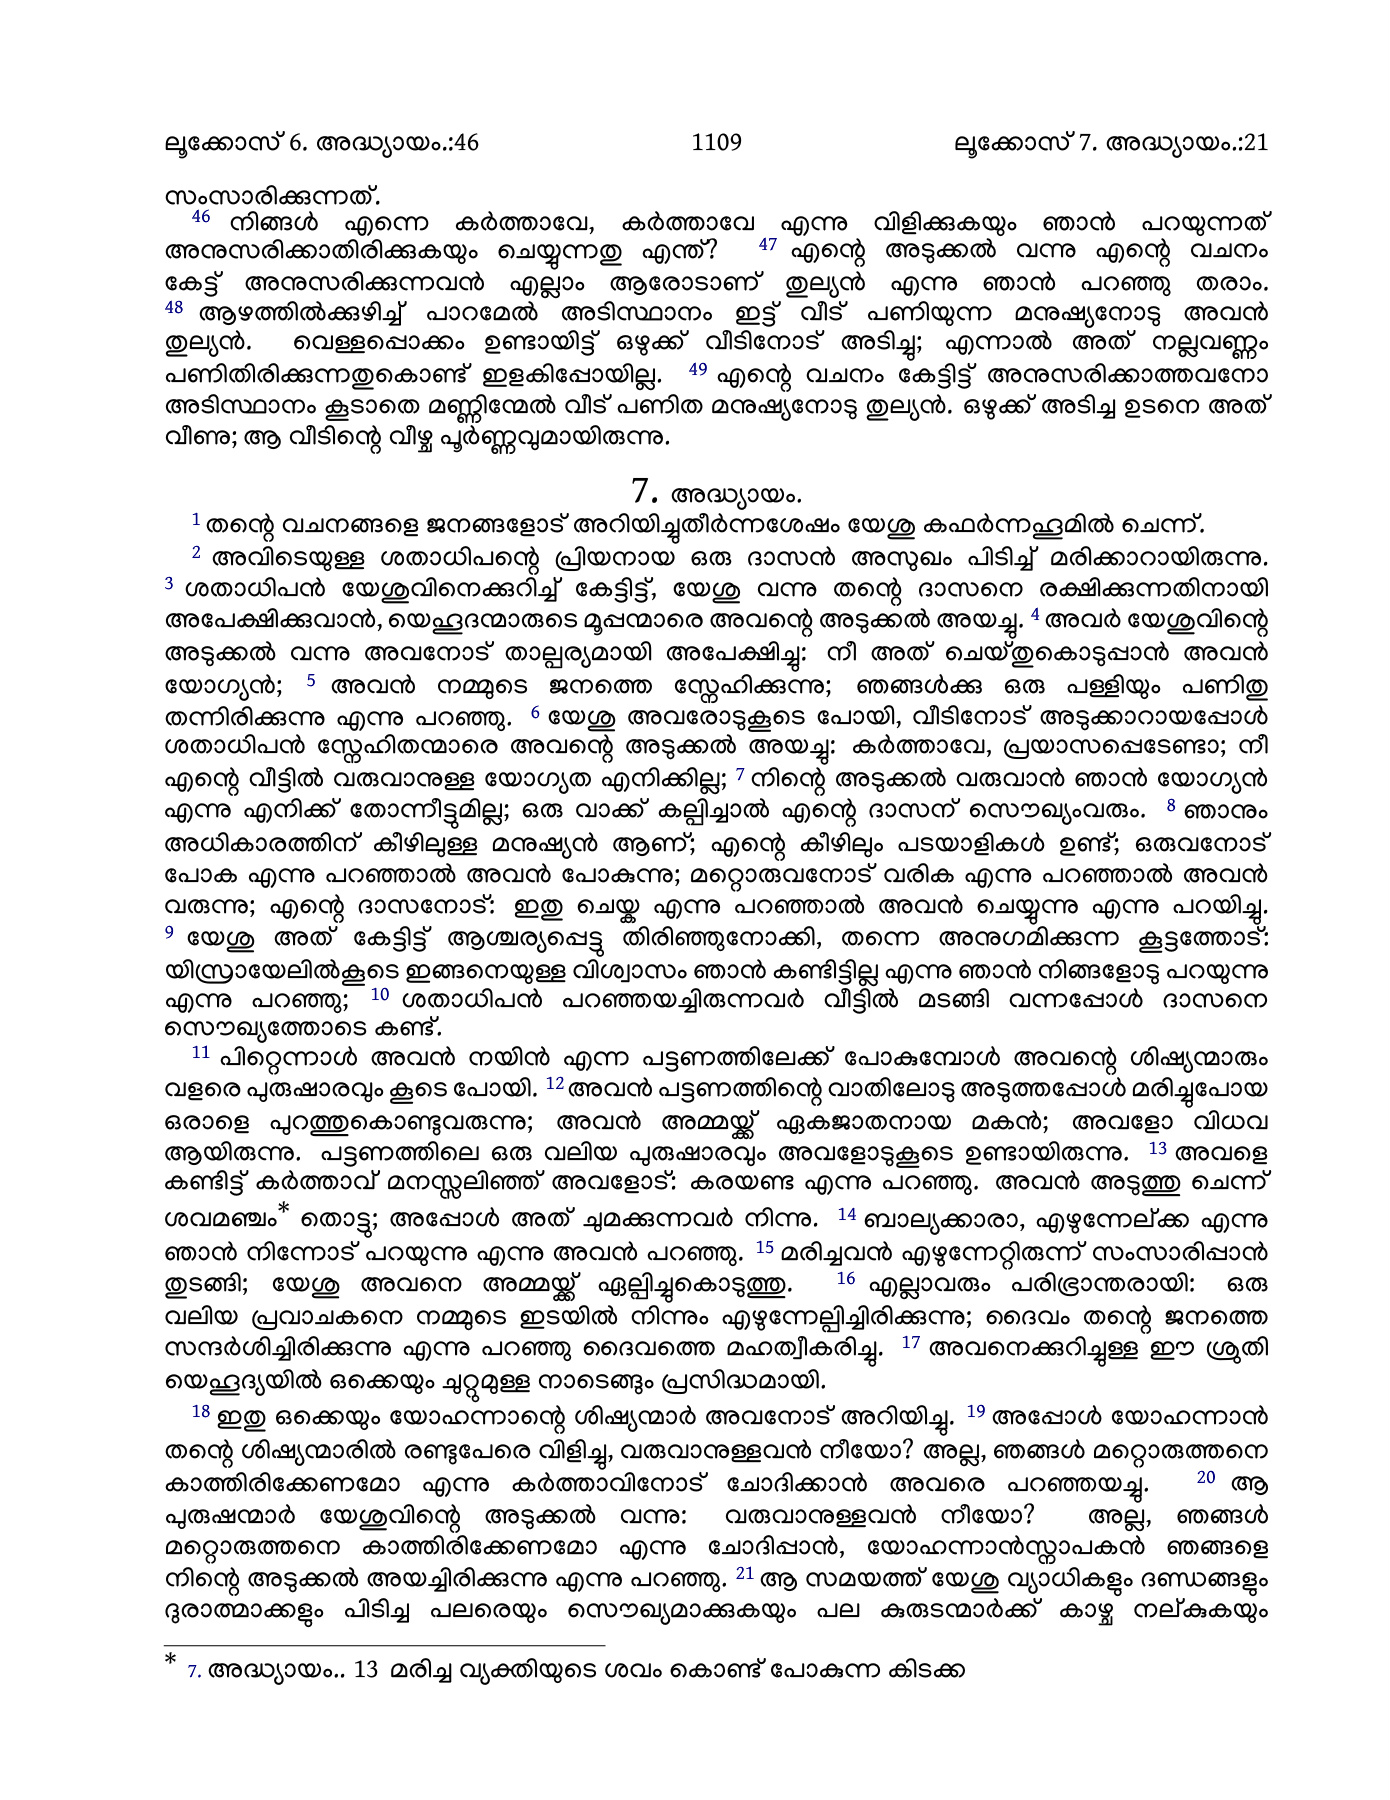 ലൂക്കോസ് 6. അദ്ധ്യായം.:46 1109 ലൂക്കോസ് 7. അദ്ധ്യായം.:21
സംസാരിക്കുന്നത്.
46 നിങ്ങൾ എന്നെ കർത്താവേ, കർത്താവേ എന്നു വിളിക്കുകയും ഞാൻ പറയുന്നത്
അനുസരിക്കാതിരിക്കുകയും ചെയ്യുന്നതു എന്ത്? 47 എന്റെ അടുക്കൽ വന്നു എന്റെ വചനം
കേട്ട് അനുസരിക്കുന്നവൻ എല്ലാം ആരോടാണ് തുല്യൻ എന്നു ഞാൻ പറഞ്ഞു തരാം.
48 ആഴത്തിൽക്കുഴിച്ച് പാറമേൽ അടിസ്ഥാനം ഇട്ട് വീട് പണിയുന്ന മനുഷ്യനോടു അവൻ
തുല്യൻ. വെള്ളപ്പൊക്കം ഉണ്ടായിട്ട് ഒഴുക്ക് വീടിനോട് അടിച്ചു; എന്നാൽ അത് നല്ലവണ്ണം
പണിതിരിക്കുന്നതുകൊണ്ട് ഇളകിപ്പോയില്ല. 49 എന്റെ വചനം കേട്ടിട്ട് അനുസരിക്കാത്തവനോ
അടിസ്ഥാനം കൂടാതെ മണ്ണിന്മേൽ വീട് പണിത മനുഷ്യനോടു തുല്യൻ. ഒഴുക്ക് അടിച്ച ഉടനെ അത്
വീണു; ആ വീടിന്റെ വീഴ്ച പൂർണ്ണവുമായിരുന്നു.
7. അദ്ധ്യായം.
1 തന്റെ വചനങ്ങളെ ജനങ്ങളോട് അറിയിച്ചുതീർന്നശേഷം യേശു കഫർന്നഹൂമിൽ ചെന്ന്.
2 അവിടെയുള്ള ശതാധിപന്റെ പ്രിയനായ ഒരു ദാസൻ അസുഖം പിടിച്ച് മരിക്കാറായിരുന്നു.
3 ശതാധിപൻ യേശുവിനെക്കുറിച്ച് കേട്ടിട്ട്, യേശു വന്നു തന്റെ ദാസനെ രക്ഷിക്കുന്നതിനായി
അപേക്ഷിക്കുവാൻ, യെഹൂദന്മാരുടെ മൂപ്പന്മാരെ അവന്റെ അടുക്കൽ അയച്ചു. 4 അവർ യേശുവിന്റെ
അടുക്കൽ വന്നു അവനോട് താല്പര്യമായി അപേക്ഷിച്ചു: നീ അത് ചെയ്തുകൊടുപ്പാൻ അവൻ
യോഗ്യൻ; 5 അവൻ നമ്മുടെ ജനത്തെ സ്നേഹിക്കുന്നു; ഞങ്ങൾക്കു ഒരു പള്ളിയും പണിതു
തന്നിരിക്കുന്നു എന്നു പറഞ്ഞു. 6 യേശു അവരോടുകൂടെ പോയി, വീടിനോട് അടുക്കാറായപ്പോൾ
ശതാധിപൻ സ്നേഹിതന്മാരെ അവന്റെ അടുക്കൽ അയച്ചു: കർത്താവേ, പ്രയാസപ്പെടേണ്ടാ; നീ
എന്റെ വീട്ടിൽ വരുവാനുള്ള യോഗ്യത എനിക്കില്ല; 7 നിന്റെ അടുക്കൽ വരുവാൻ ഞാൻ യോഗ്യൻ
എന്നു എനിക്ക് തോന്നീട്ടുമില്ല; ഒരു വാക്ക് കല്പിച്ചാൽ എന്റെ ദാസന് സൌഖ്യംവരും. 8 ഞാനും
അധികാരത്തിന് കീഴിലുള്ള മനുഷ്യൻ ആണ്; എന്റെ കീഴിലും പടയാളികൾ ഉണ്ട്; ഒരുവനോട്
പോക എന്നു പറഞ്ഞാൽ അവൻ പോകുന്നു; മറ്റൊരുവനോട് വരിക എന്നു പറഞ്ഞാൽ അവൻ
വരുന്നു; എന്റെ ദാസനോട്: ഇതു ചെയ്ക എന്നു പറഞ്ഞാൽ അവൻ ചെയ്യുന്നു എന്നു പറയിച്ചു.
9 യേശു അത് കേട്ടിട്ട് ആശ്ചര്യപ്പെട്ടു തിരിഞ്ഞുനോക്കി, തന്നെ അനുഗമിക്കുന്ന കൂട്ടത്തോട്:
യിസ്രായേലിൽകൂടെ ഇങ്ങനെയുള്ള വിശ്വാസം ഞാൻ കണ്ടിട്ടില്ല എന്നു ഞാൻ നിങ്ങളോടു പറയുന്നു
എന്നു പറഞ്ഞു; 10 ശതാധിപൻ പറഞ്ഞയച്ചിരുന്നവർ വീട്ടിൽ മടങ്ങി വന്നപ്പോൾ ദാസനെ
സൌഖ്യത്തോടെ കണ്ട്.
11 പിറ്റെന്നാൾ അവൻ നയിൻ എന്ന പട്ടണത്തിലേക്ക് പോകുമ്പോൾ അവന്റെ ശിഷ്യന്മാരും
വളരെ പുരുഷാരവും കൂടെ പോയി. 12 അവൻ പട്ടണത്തിന്റെ വാതിലോടു അടുത്തപ്പോൾ മരിച്ചുപോയ
ഒരാളെ പുറത്തുകൊണ്ടുവരുന്നു; അവൻ അമ്മയ്ക്ക് ഏകജാതനായ മകൻ; അവളോ വിധവ
ആയിരുന്നു. പട്ടണത്തിലെ ഒരു വലിയ പുരുഷാരവും അവളോടുകൂടെ ഉണ്ടായിരുന്നു. 13 അവളെ
കണ്ടിട്ട് കർത്താവ് മനസ്സലിഞ്ഞ് അവളോട്: കരയണ്ട എന്നു പറഞ്ഞു. അവൻ അടുത്തു ചെന്ന്
ശവമഞ്ചം* തൊട്ടു; അപ്പോൾ അത് ചുമക്കുന്നവർ നിന്നു. 14 ബാല്യക്കാരാ, എഴുന്നേല്ക്ക എന്നു
ഞാൻ നിന്നോട് പറയുന്നു എന്നു അവൻ പറഞ്ഞു. 15 മരിച്ചവൻ എഴുന്നേറ്റിരുന്ന് സംസാരിപ്പാൻ
തുടങ്ങി; യേശു അവനെ അമ്മയ്ക്ക് ഏല്പിച്ചുകൊടുത്തു. 16 എല്ലാവരും പരിഭ്രാന്തരായി: ഒരു
വലിയ പ്രവാചകനെ നമ്മുടെ ഇടയിൽ നിന്നും എഴുന്നേല്പിച്ചിരിക്കുന്നു; ദൈവം തന്റെ ജനത്തെ
സന്ദർശിച്ചിരിക്കുന്നു എന്നു പറഞ്ഞു ദൈവത്തെ മഹത്വീകരിച്ചു. 17 അവനെക്കുറിച്ചുള്ള ഈ ശ്രുതി
യെഹൂദ്യയിൽ ഒക്കെയും ചുറ്റുമുള്ള നാടെങ്ങും പ്രസിദ്ധമായി.
18 ഇതു ഒക്കെയും യോഹന്നാന്റെ ശിഷ്യന്മാർ അവനോട് അറിയിച്ചു. 19 അപ്പോൾ യോഹന്നാൻ
തന്റെ ശിഷ്യന്മാരിൽ രണ്ടുപേരെ വിളിച്ചു, വരുവാനുള്ളവൻ നീയോ? അല്ല, ഞങ്ങൾ മറ്റൊരുത്തനെ
കാത്തിരിക്കേണമോ എന്നു കർത്താവിനോട് ചോദിക്കാൻ അവരെ പറഞ്ഞയച്ചു. 20 ആ
പുരുഷന്മാർ യേശുവിന്റെ അടുക്കൽ വന്നു: വരുവാനുള്ളവൻ നീയോ? അല്ല, ഞങ്ങൾ
മറ്റൊരുത്തനെ കാത്തിരിക്കേണമോ എന്നു ചോദിപ്പാൻ, യോഹന്നാൻസ്നാപകൻ ഞങ്ങളെ
നിന്റെ അടുക്കൽ അയച്ചിരിക്കുന്നു എന്നു പറഞ്ഞു. 21 ആ സമയത്ത് യേശു വ്യാധികളും ദണ്ഡങ്ങളും
ദുരാത്മാക്കളും പിടിച്ച പലരെയും സൌഖ്യമാക്കുകയും പല കുരുടന്മാർക്ക് കാഴ്ച നല്കുകയും
* 7. അദ്ധ്യായം.. 13 മരിച്ച വ്യക്തിയുടെ ശവം കൊണ്ട് പോകുന്ന കിടക്ക